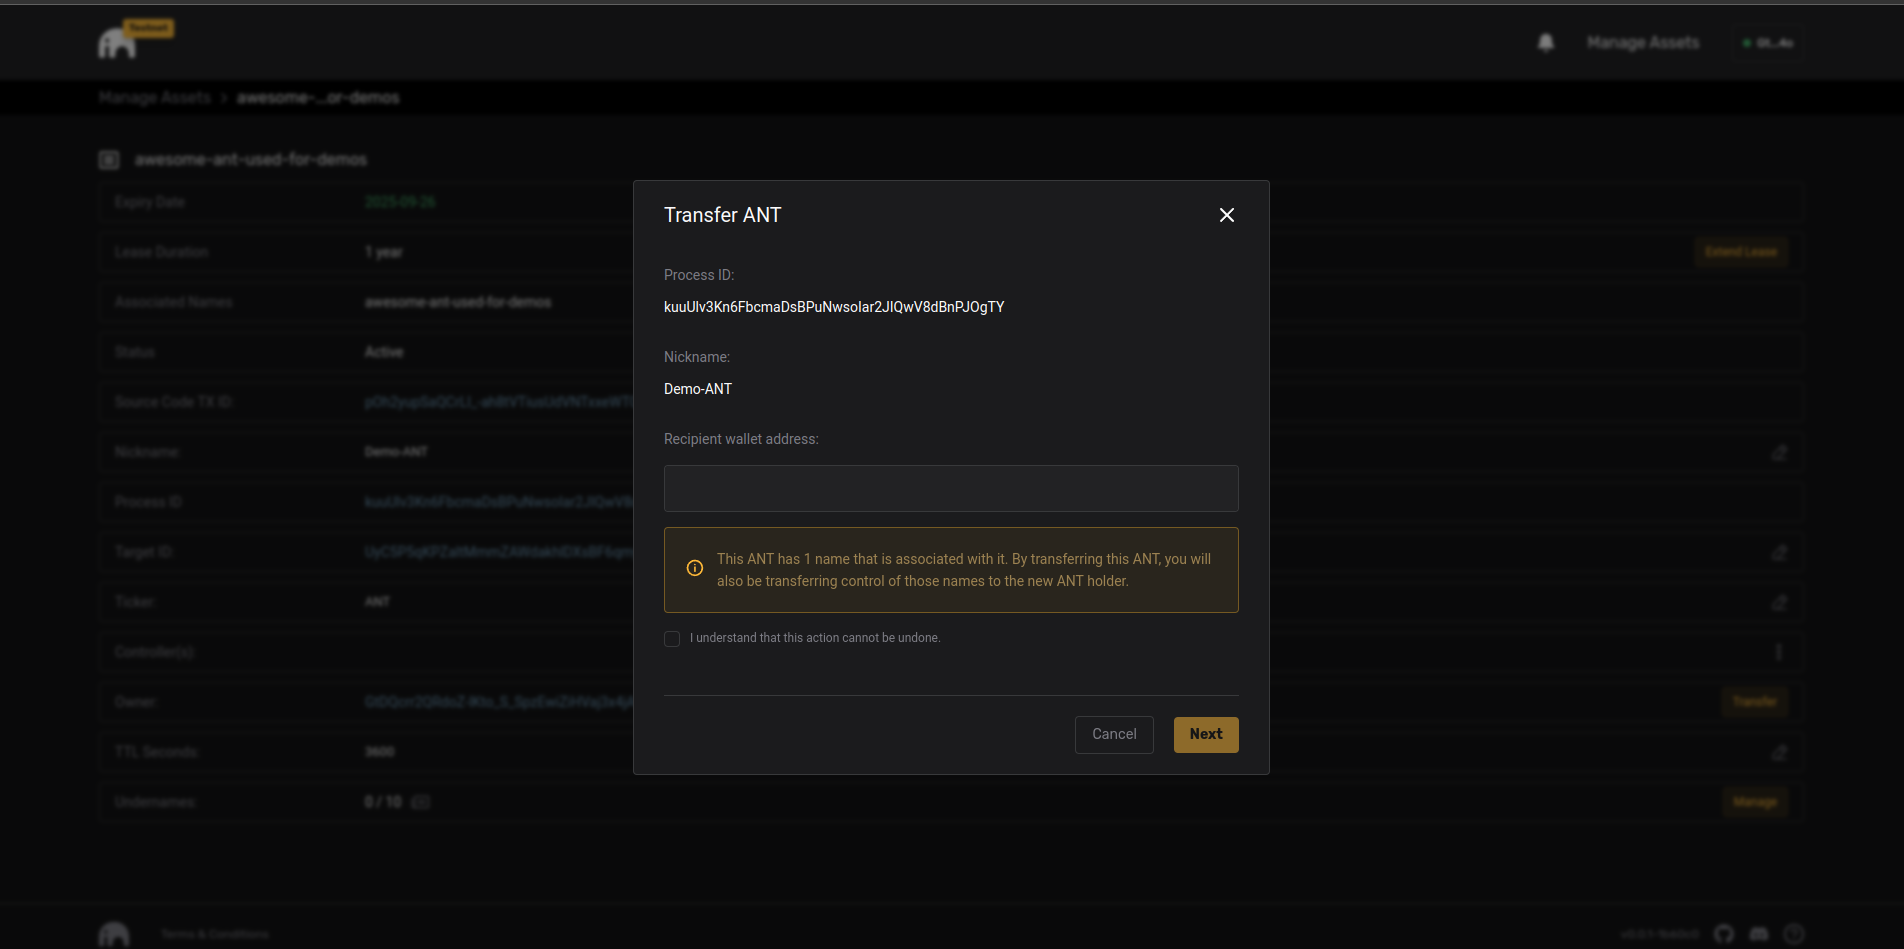 Testnet
Manage Assets
Manage Assets > awesome-...or-demos
awesome-ant-used-for-demos
Expiry Date 2025-09-26
Lease Duration 1 year Extend Lease
Associated Names awesome-ant-used-for-demos
Status Active
Source Code TX ID:
Nickname: Demo-ANT
Process ID
Target ID:
Ticker: ANT
Controller(s)
Owner: Transfer
TTL Seconds: 3600
Undernames: 0 / 10 Manage
Transfer ANT
Process ID:
kuuUlv3Kn6FbcmaDsBPuNwsolar2JIQwV8dBnPJOgTY
Nickname:
Demo-ANT
Recipient wallet address:
This ANT has 1 name that is associated with it. By transferring this ANT, you will
also be transferring control of those names to the new ANT holder.
I understand that this action cannot be undone.
Cancel Next
Terms & Conditions